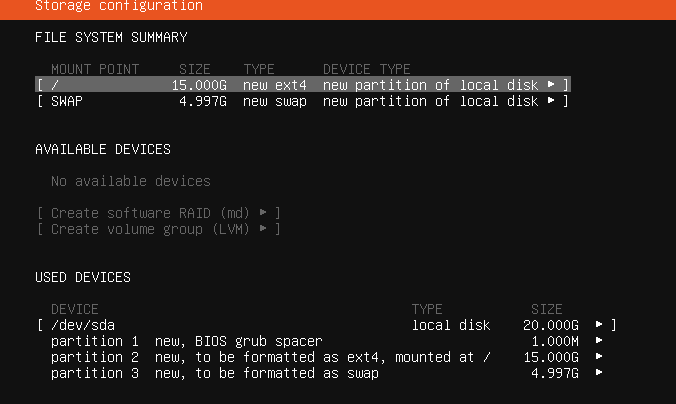 Storage configuration
FILE SYSTEM SUMMARY
MOUNT POINT SIZE TYPE DEVICE TYPE
[ / 15.000G new ext4 new partition of local disk ▸ ]
[ SWAP 4.997G new swap new partition of local disk ▸ ]
AVAILABLE DEVICES
No available devices
[ Create software RAID (md) ▸ ]
[ Create volume group (LVM) ▸ ]
USED DEVICES
DEVICE TYPE SIZE
[ /dev/sda local disk 20.000G ▸ ]
partition 1 new, BIOS grub spacer 1.000M ▸
partition 2 new, to be formatted as ext4, mounted at / 15.000G ▸
partition 3 new, to be formatted as swap 4.997G ▸